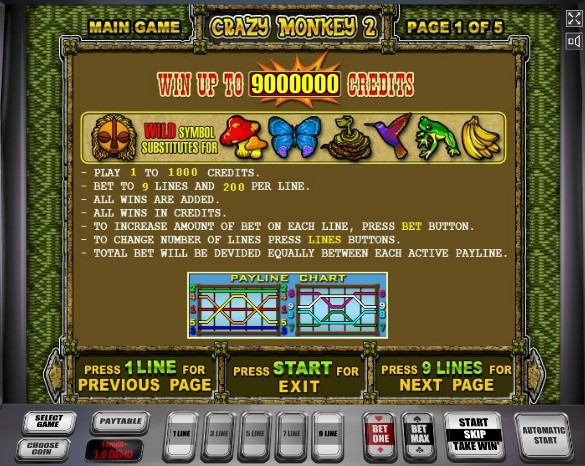 MAIN GAME
CRAZY MONKEY 2
PAGE 1 OF 5
WIN UP TO 9000000 CREDITS
WILD SYMBOL
SUBSTITUTES FOR
- PLAY 1 TO 1800 CREDITS.
- BET TO 9 LINES AND 200 PER LINE.
- ALL WINS ARE ADDED.
- ALL WINS IN CREDITS.
- TO INCREASE AMOUNT OF BET ON EACH LINE, PRESS BET BUTTON.
- TO CHANGE NUMBER OF LINES PRESS LINES BUTTONS.
- TOTAL BET WILL BE DEVIDED EQUALLY BETWEEN EACH ACTIVE PAYLINE.
PAYLINE CHART
PRESS 1 LINE FOR
PREVIOUS PAGE
PRESS START FOR
EXIT
PRESS 9 LINES FOR
NEXT PAGE
SELECT
GAME
CHOOSE
COIN
PAYTABLE
1.0 DEMO
1 LINE
3 LINE
5 LINE
7 LINE
9 LINE
BET
ONE
BET
MAX
START
SKIP
TAKE WIN
AUTOMATIC
START